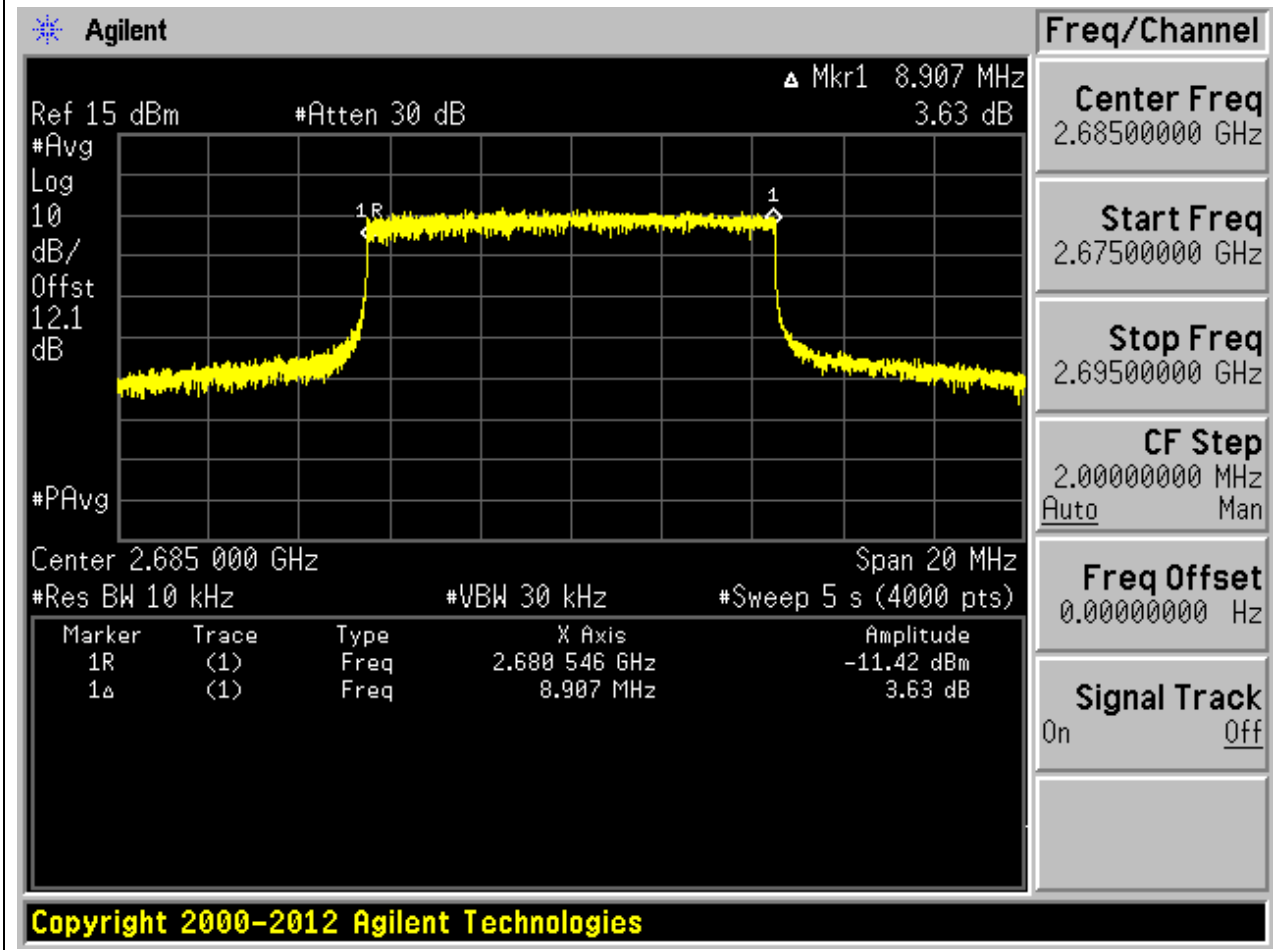 Agilent
Freq/Channel
Δ Mkr1 8.907 MHz
Ref 15 dBm #Atten 30 dB 3.63 dB
#Avg
Log
10
dB/
Offst
12.1
dB
#PAvg
1R
1
Center 2.685 000 GHz Span 20 MHz
#Res BW 10 kHz #VBW 30 kHz #Sweep 5 s (4000 pts)
Marker Trace Type X Axis Amplitude
1R (1) Freq 2.680 546 GHz -11.42 dBm
1Δ (1) Freq 8.907 MHz 3.63 dB
Center Freq
2.68500000 GHz
Start Freq
2.67500000 GHz
Stop Freq
2.69500000 GHz
CF Step
2.00000000 MHz
Auto Man
Freq Offset
0.00000000 Hz
Signal Track
On Off
Copyright 2000-2012 Agilent Technologies